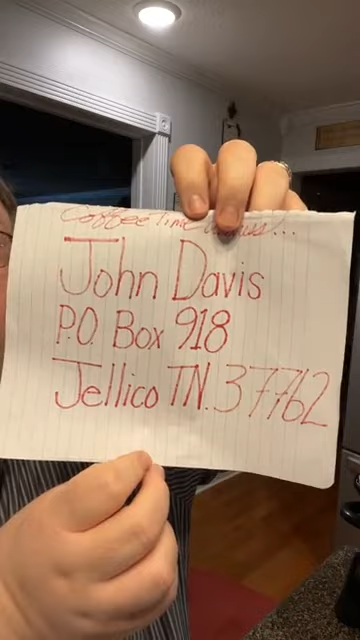 Coffee Time
John Davis
P.O. Box 918
Jellico TN. 37762